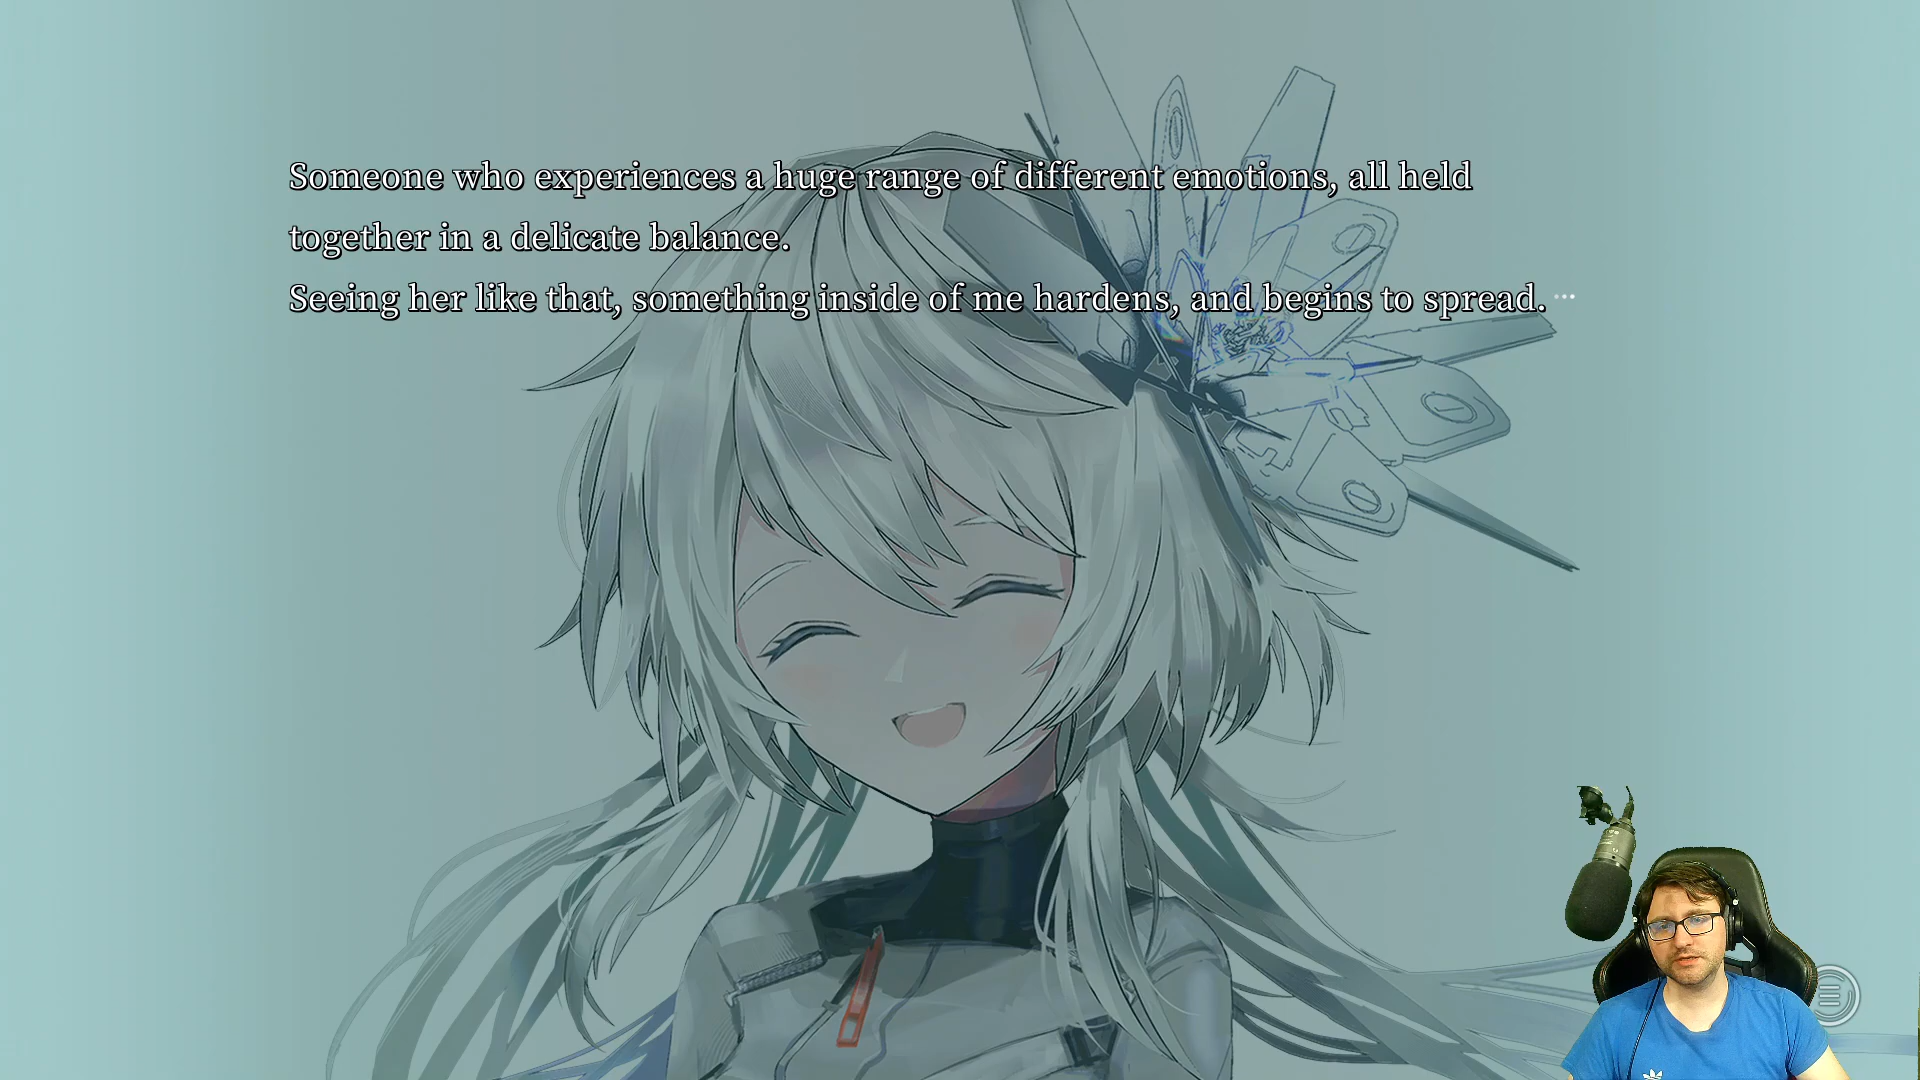 Someone who experiences a huge range of different emotions, all held
together in a delicate balance.
Seeing her like that, something inside of me hardens, and begins to spread.